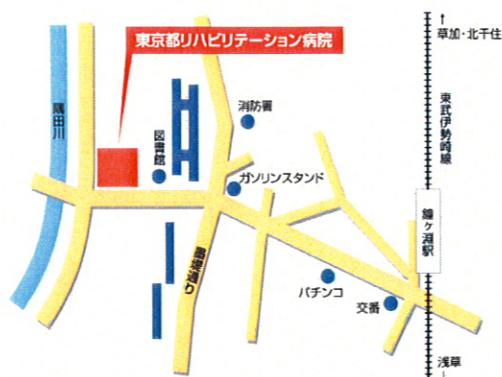 東京都リハビリテーション病院
↑
草加・北千住
東武伊勢崎線
隅田川
消防署
図書館
ガソリンスタンド
鐘ヶ淵駅
墨堤通り
パチンコ
交番
浅草
↓